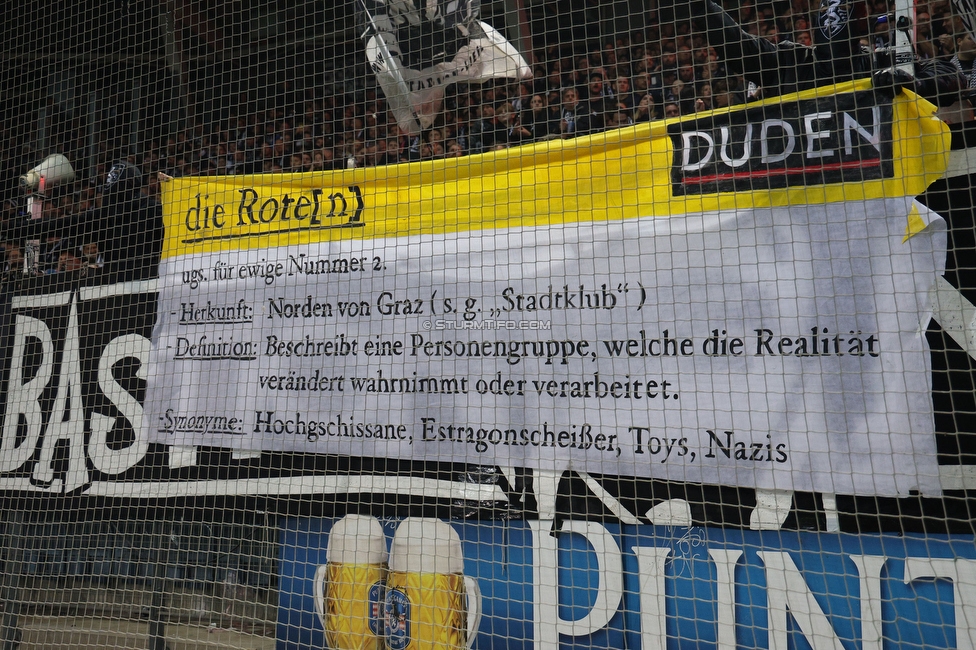 DUDEN
die Rote[n]
ugs. für ewige Nummer 2.
- Herkunft: Norden von Graz ( s. g. „Stadtklub“ )
© STURMTIFO.COM
- Definition: Beschreibt eine Personengruppe, welche die Realität
verändert wahrnimmt oder verarbeitet.
-Synonyme: Hochgschissane, Estragonscheißer, Toys, Nazis
BAS
PUNT